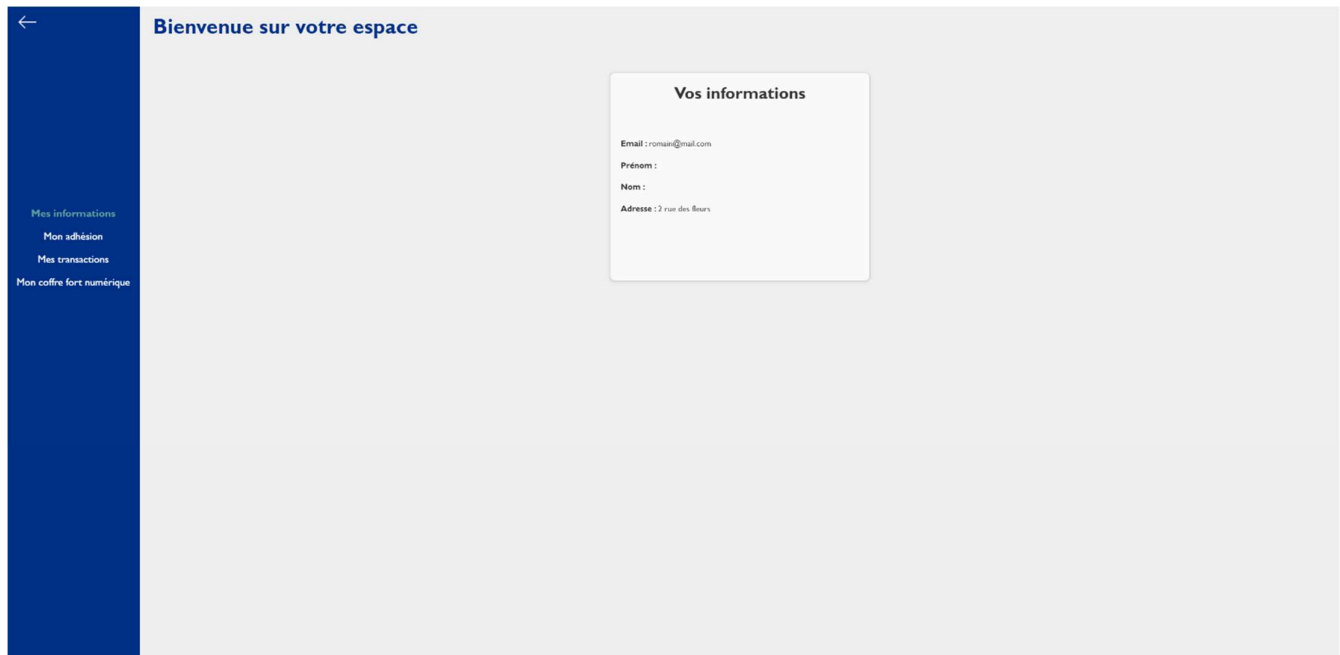 Bienvenue sur votre espace
Mes informations
Mon adhésion
Mes transactions
Mon coffre fort numérique
Vos informations
Email : romain@mail.com
Prénom :
Nom :
Adresse : 2 rue des fleurs